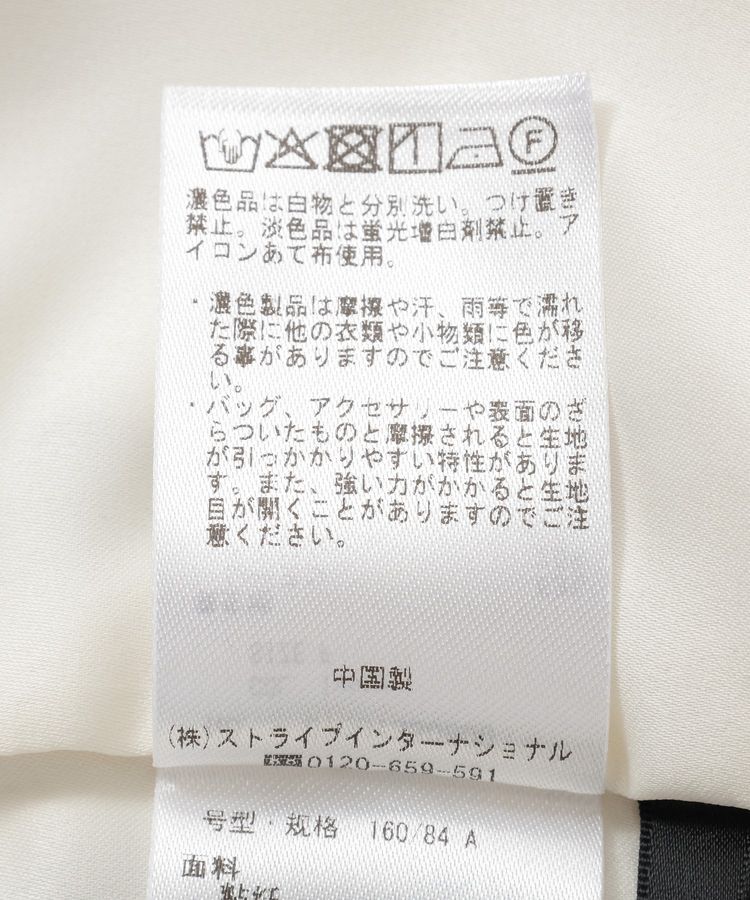 F
濃色品は白物と分別洗い。つけ置き
禁止。淡色品は蛍光増白剤禁止。ア
イロンあて布使用。
・濃色製品は摩擦や汗、雨等で濡れ
た際に他の衣類や小物類に色が移
る事がありますのでご注意くださ
い。
・バッグ、アクセサリーや表面のざ
らついたものと摩擦されると生地
が引っかかりやすい特性がありま
す。また、強い力がかかると生地
目が開くことがありますのでご注
意ください。
中国製
(株)ストライプインターナショナル
0120-659-591
号型・规格 160/84 A
面料